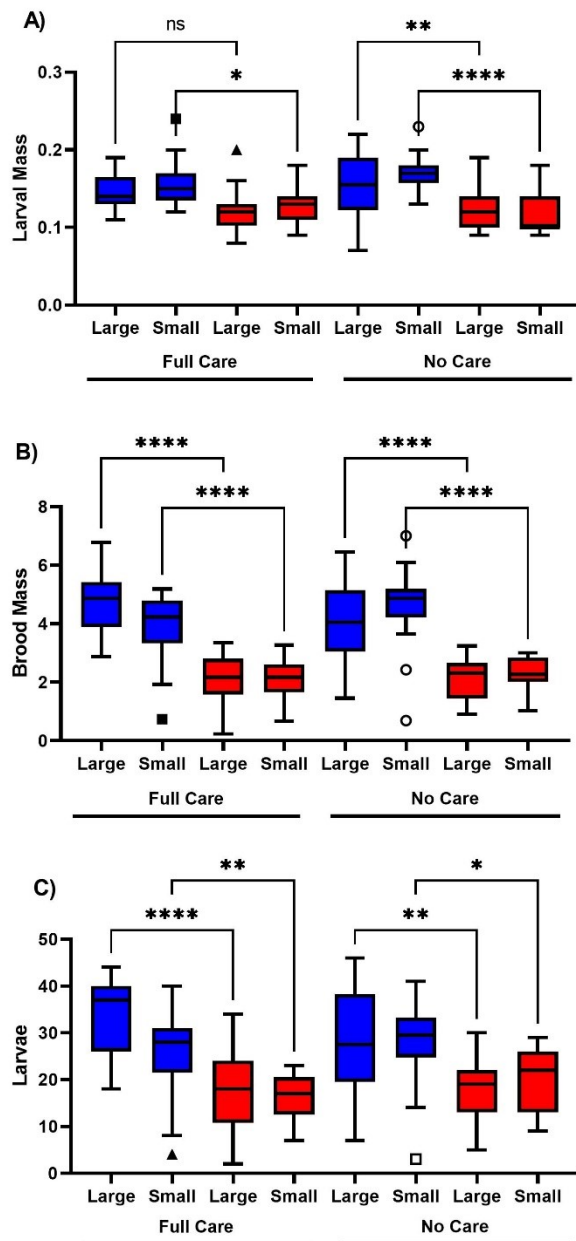 A)
ns
**
*
****
0.3
0.2
0.1
0.0
Larval Mass
Large Small Large Small Large Small Large Small
Full Care No Care
B)
****
****
****
****
8
6
4
2
0
Brood Mass
Large Small Large Small Large Small Large Small
Full Care No Care
C)
**
*
****
**
50
40
30
20
10
0
Larvae
Large Small Large Small Large Small Large Small
Full Care No Care